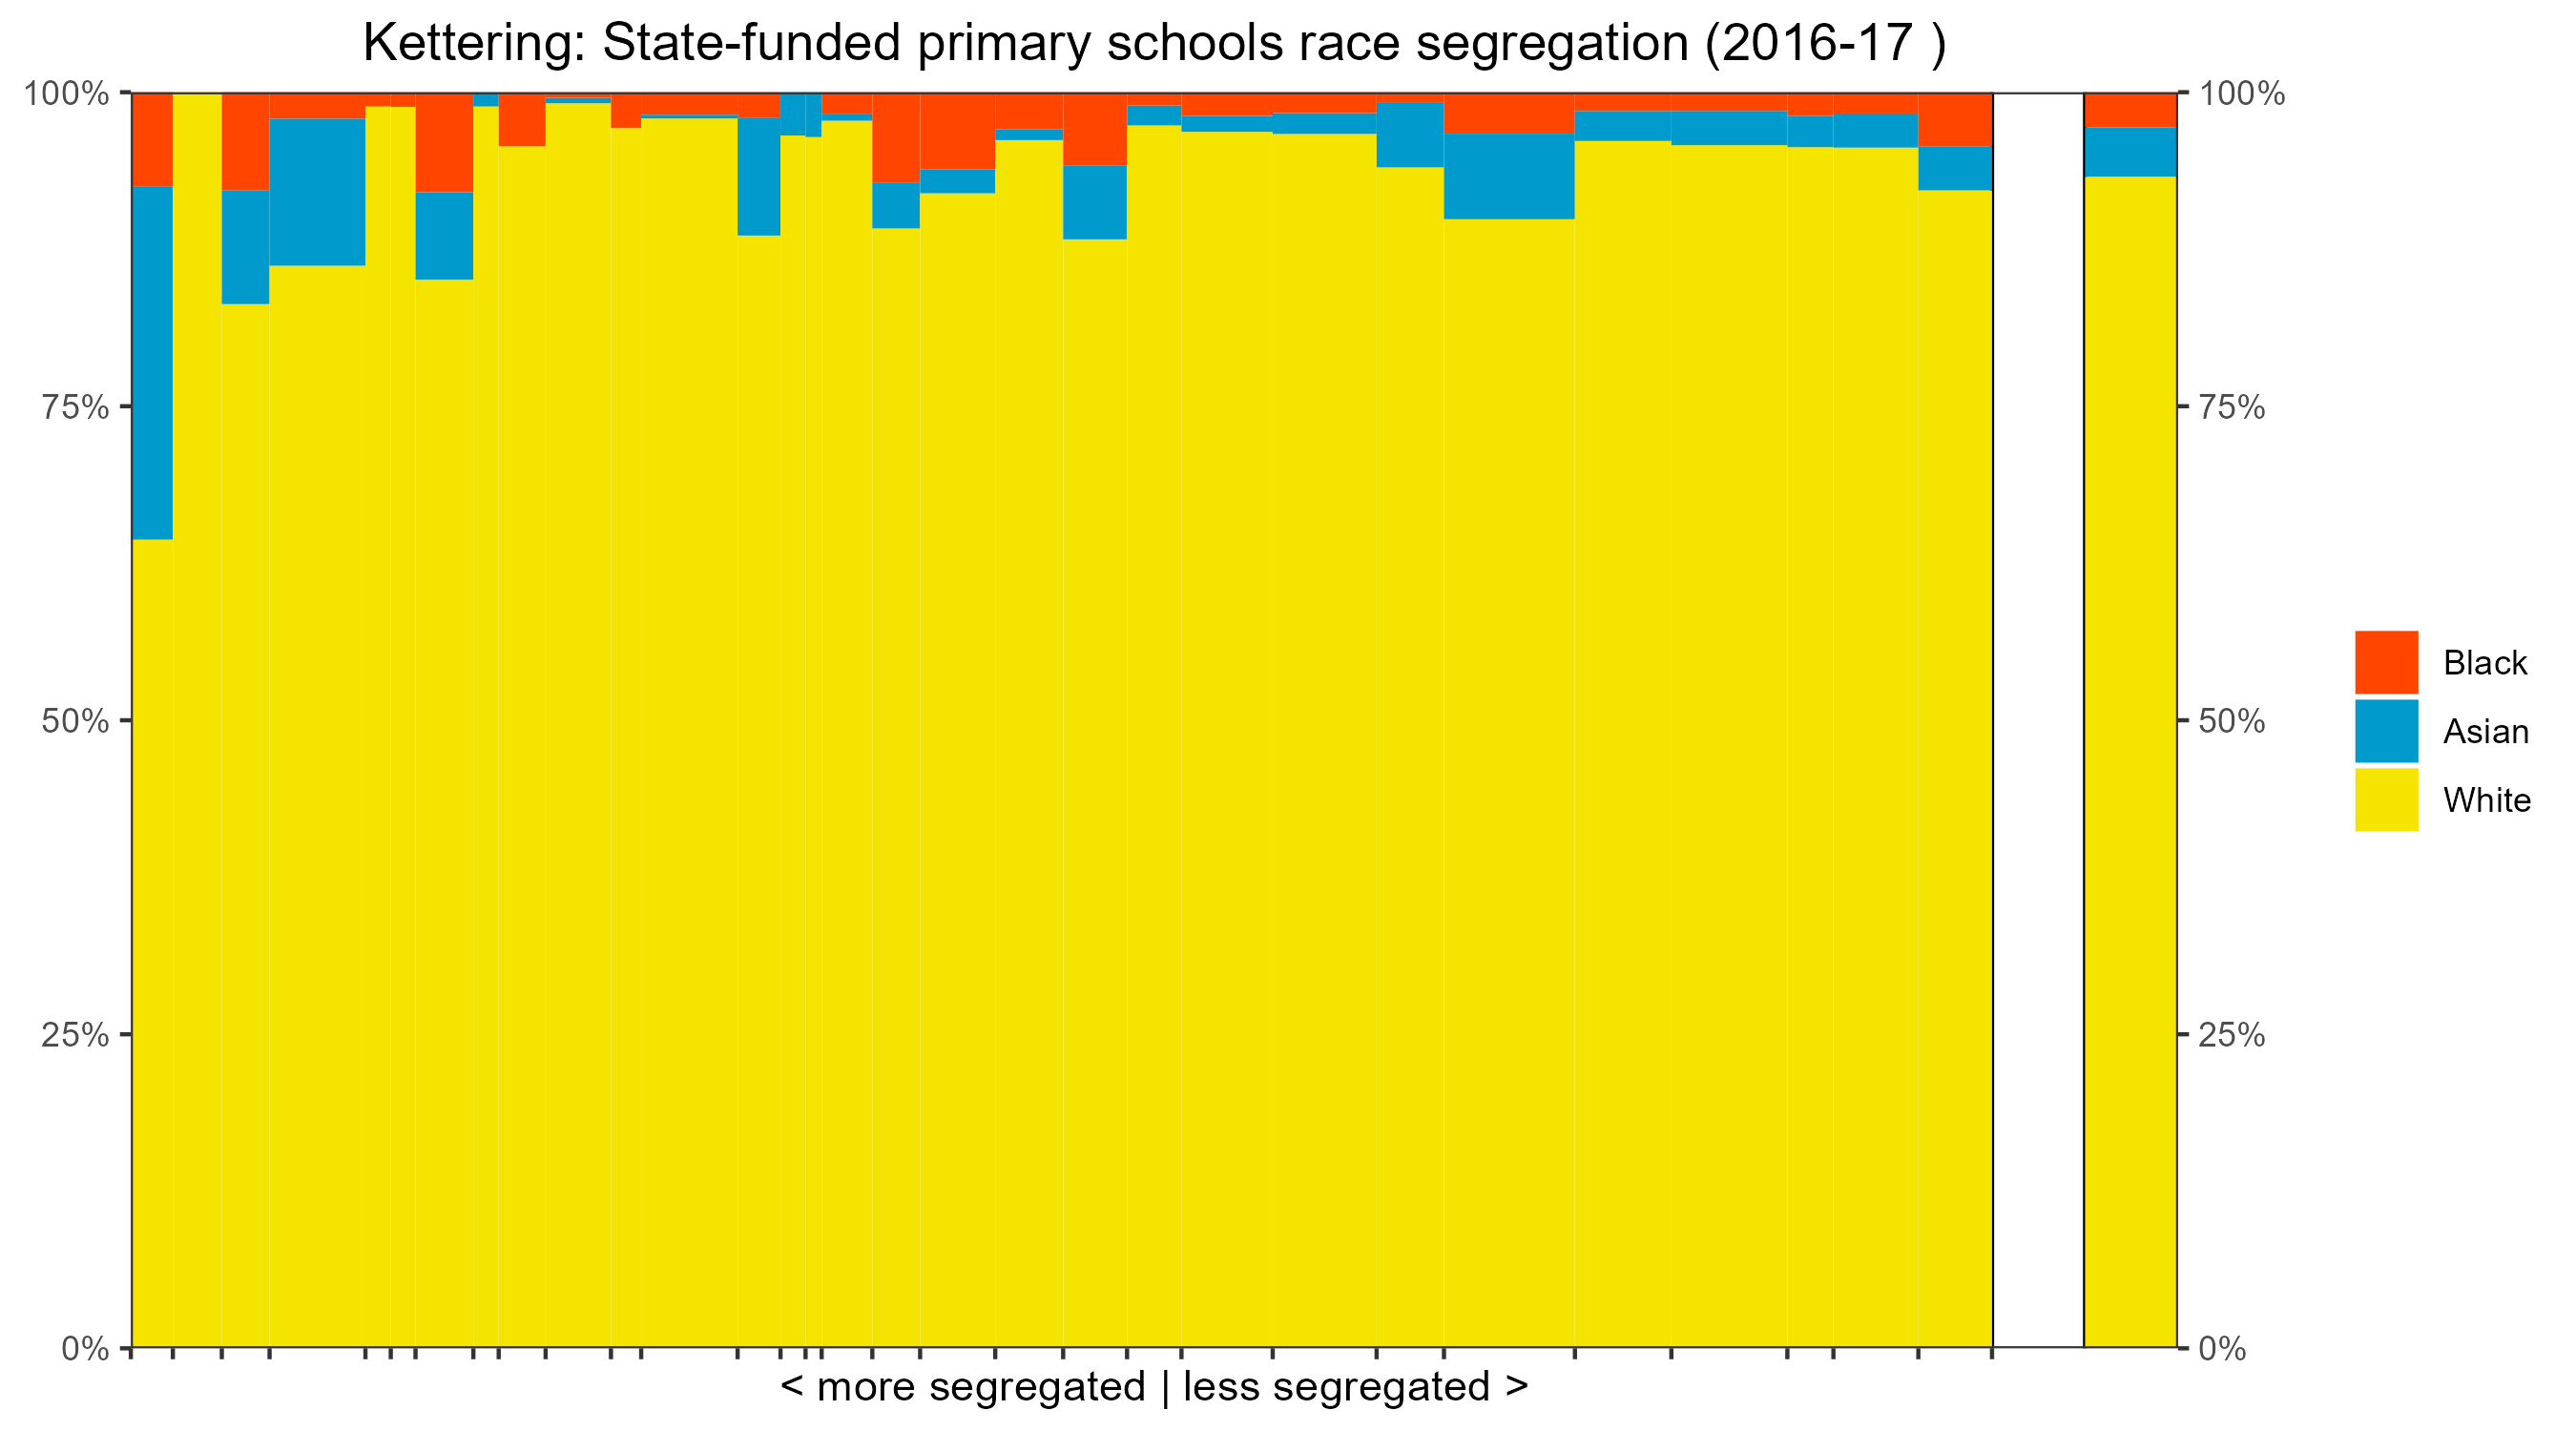 Kettering: State-funded primary schools race segregation (2016-17 )
100%
75%
50%
25%
0%
100%
75%
50%
25%
0%
Black
Asian
White
< more segregated | less segregated >